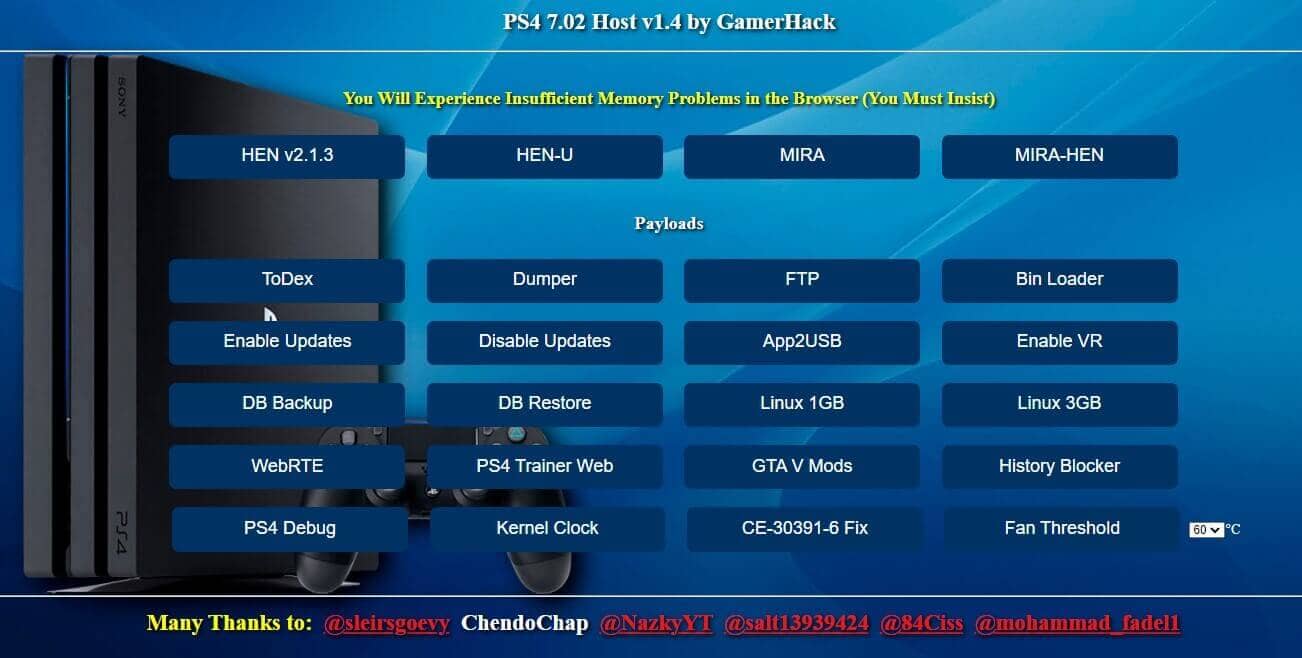 PS4 7.02 Host v1.4 by GamerHack
You Will Experience Insufficient Memory Problems in the Browser (You Must Insist)
HEN v2.1.3 HEN-U MIRA MIRA-HEN
Payloads
ToDex Dumper FTP Bin Loader
Enable Updates Disable Updates App2USB Enable VR
DB Backup DB Restore Linux 1GB Linux 3GB
WebRTE PS4 Trainer Web GTA V Mods History Blocker
PS4 Debug Kernel Clock CE-30391-6 Fix Fan Threshold 60 °C
Many Thanks to: @sleirsgoevy ChendoChap @NazkyYT @salt13939424 @84Ciss @mohammad_fadel1
SONY
PS4